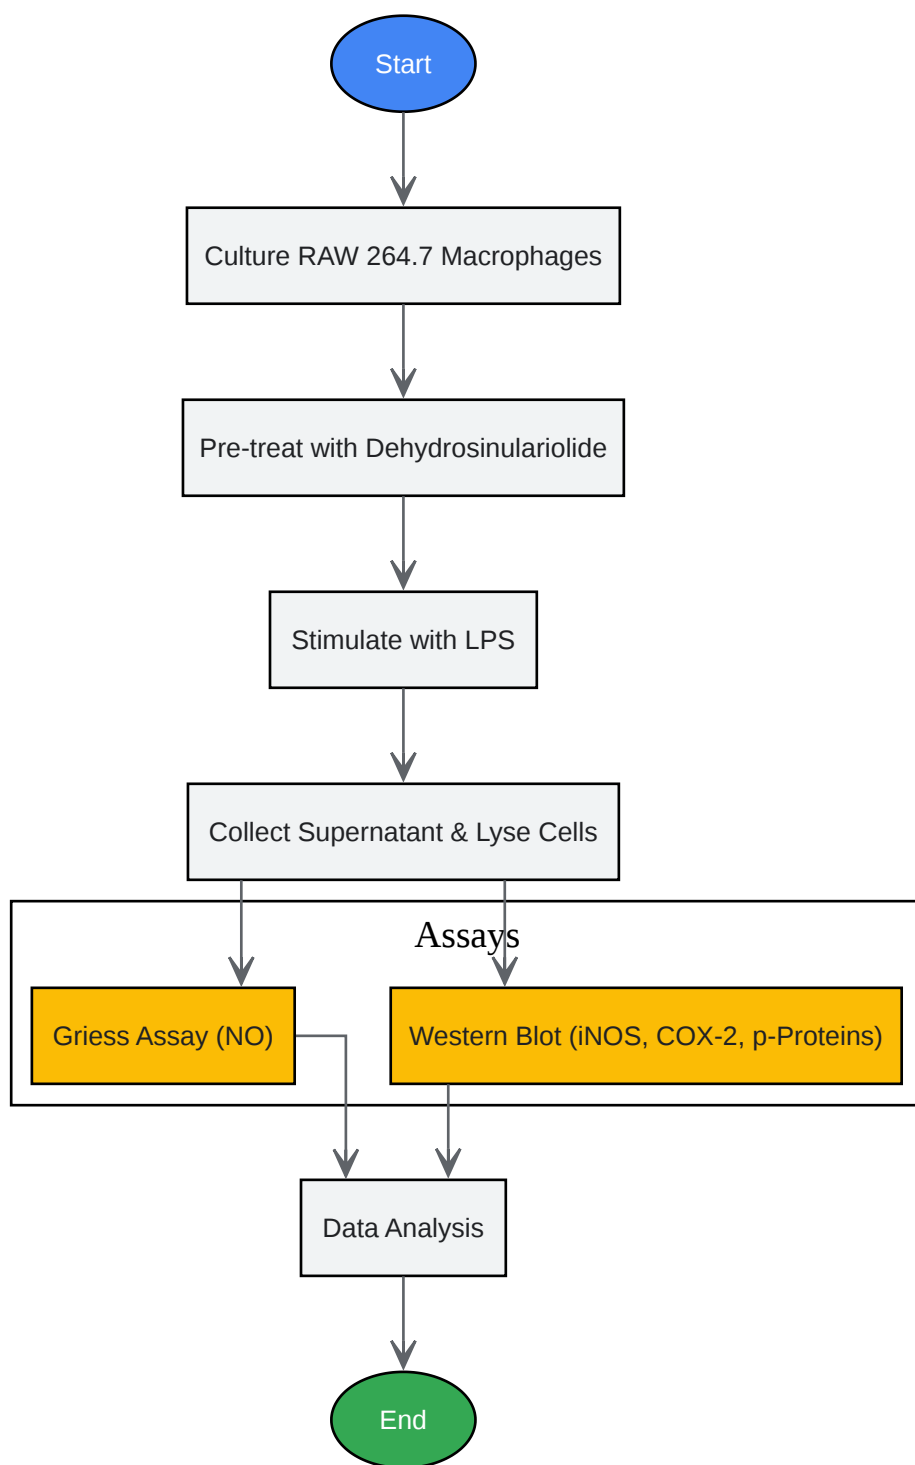 Start
Culture RAW 264.7 Macrophages
Pre-treat with Dehydrosinulariolide
Stimulate with LPS
Collect Supernatant & Lyse Cells
Assays
Griess Assay (NO)
Western Blot (iNOS, COX-2, p-Proteins)
Data Analysis
End